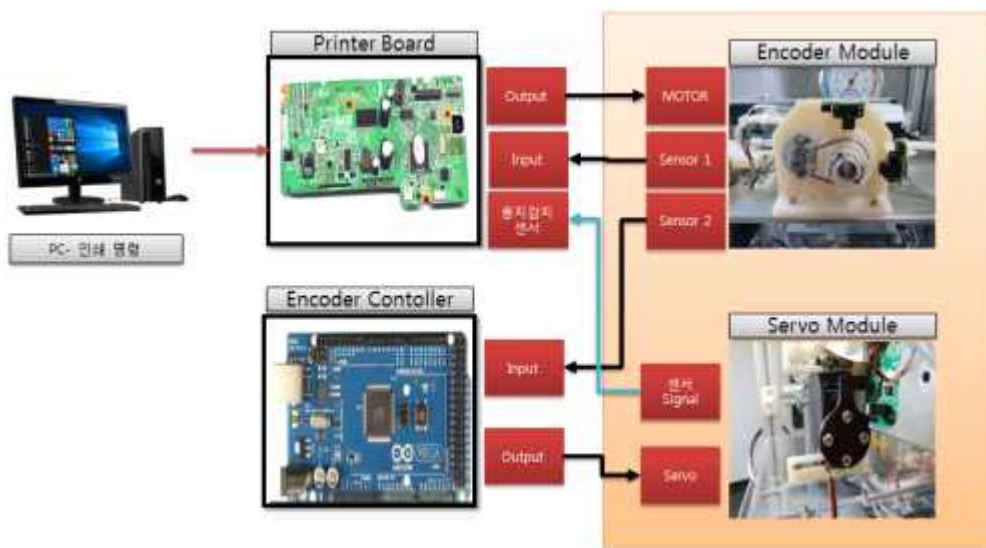 Printer Board
Encoder Module
Output
MOTOR
Input
Sensor 1
용지감지
센서
Sensor 2
PC- 인쇄 명령
Encoder Contoller
Servo Module
Input
센서
Signal
Output
Servo